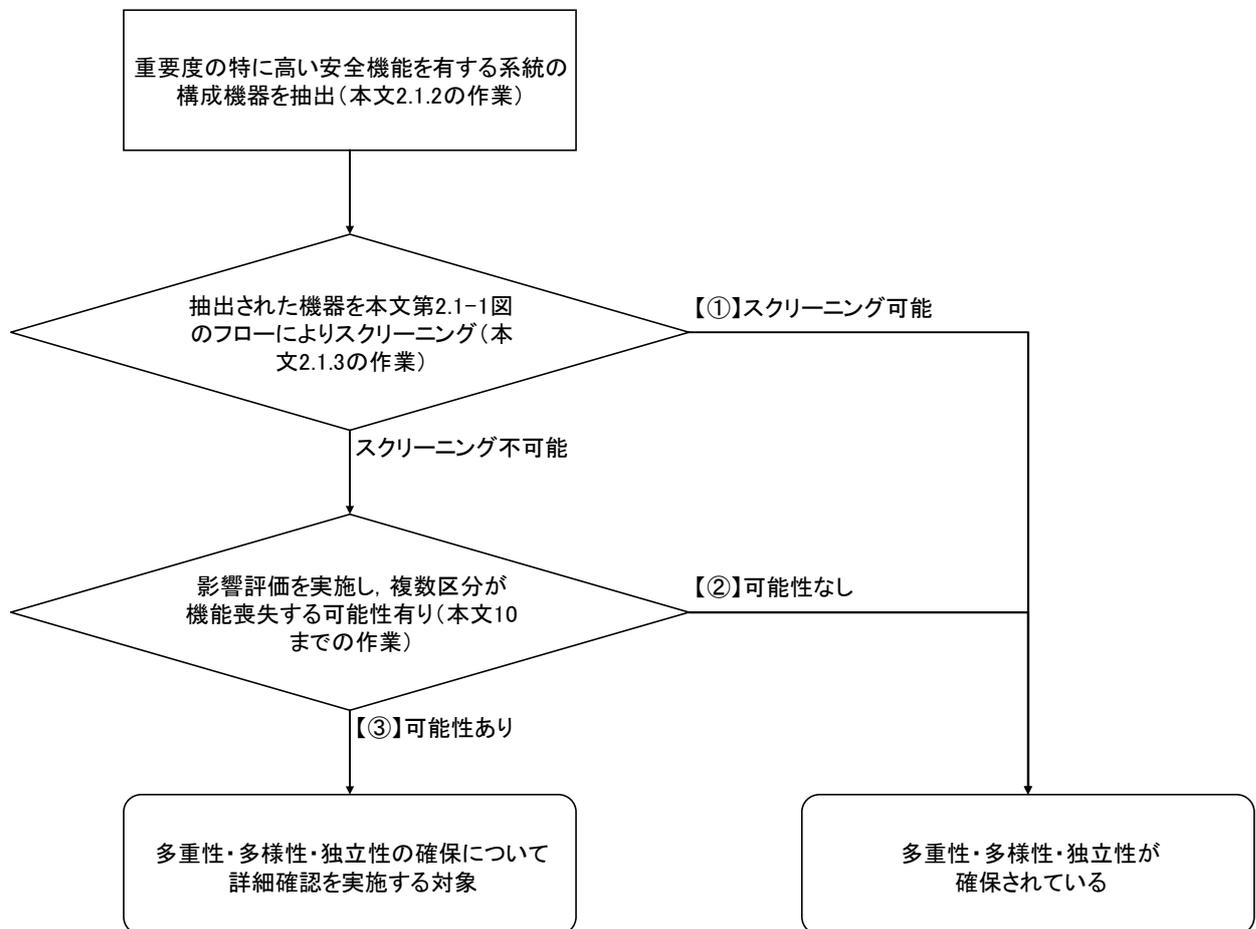 重要度の特に高い安全機能を有する系統の
構成機器を抽出(本文2.1.2の作業)
抽出された機器を本文第2.1-1図
のフローによりスクリーニング(本
文2.1.3の作業)
【①】スクリーニング可能
スクリーニング不可能
影響評価を実施し，複数区分が
機能喪失する可能性有り(本文10
までの作業)
【②】可能性なし
【③】可能性あり
多重性・多様性・独立性の確保について
詳細確認を実施する対象
多重性・多様性・独立性が
確保されている